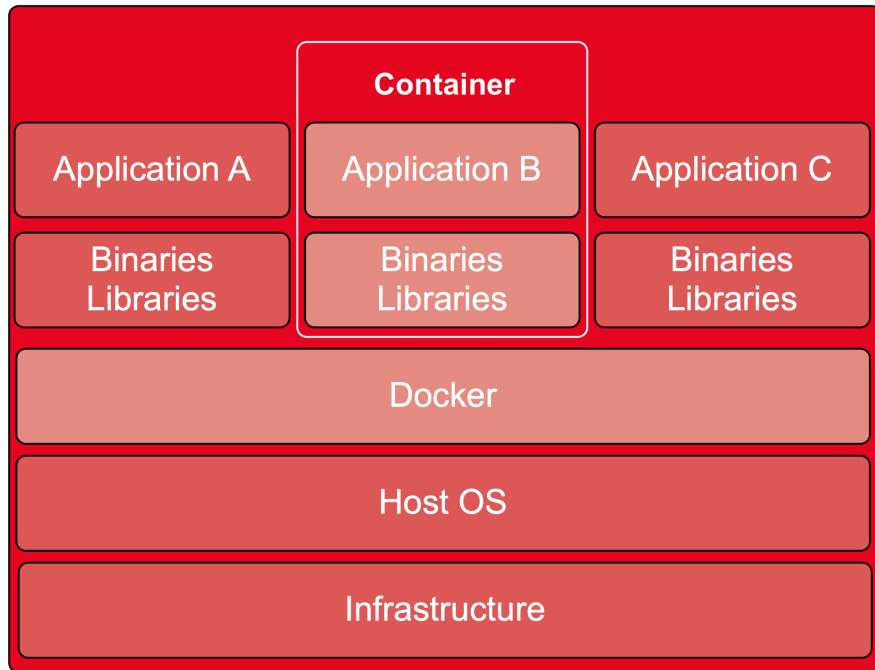 Container
Application A
Application B
Application C
Binaries
Libraries
Binaries
Libraries
Binaries
Libraries
Docker
Host OS
Infrastructure